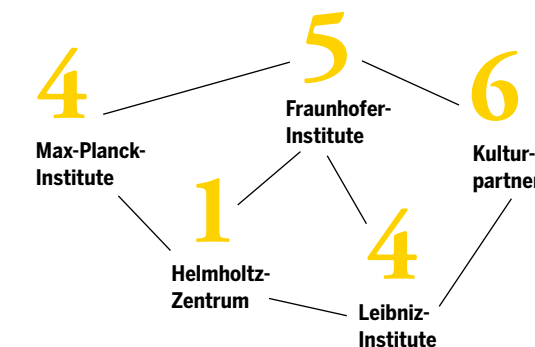 4
Max-Planck-
Institute
5
Fraunhofer-
Institute
6
Kultur-
partner
1
Helmholtz-
Zentrum
4
Leibniz-
Institute